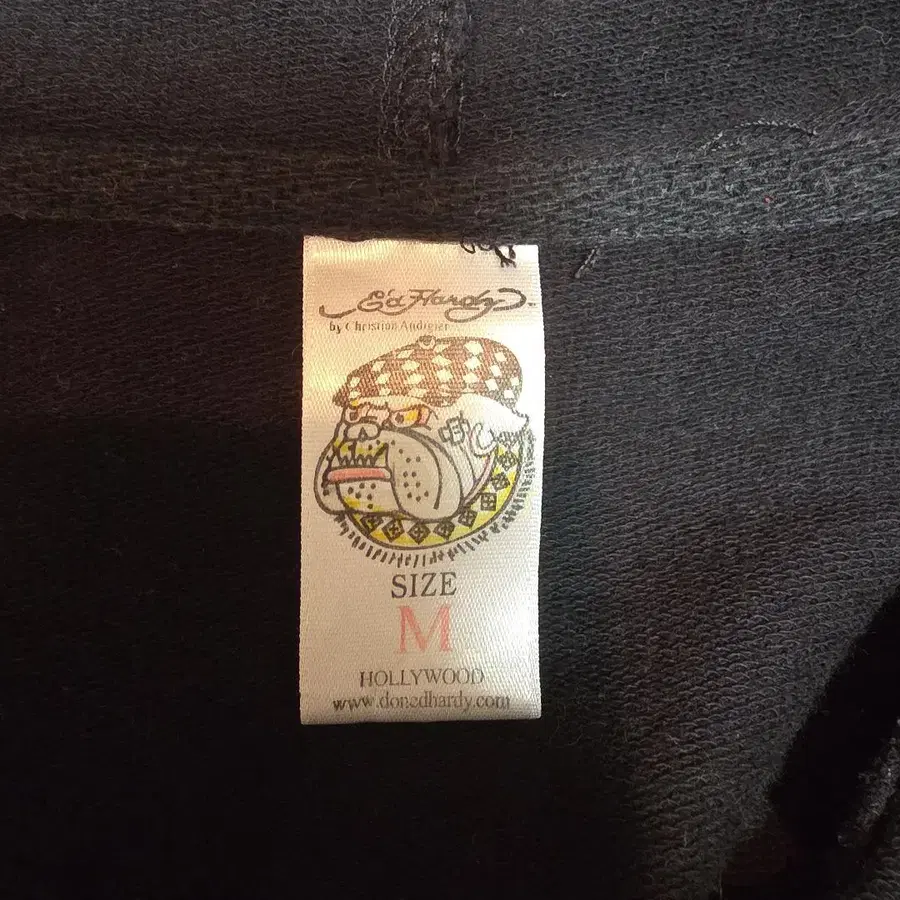 Ed Hardy
by Christian Audigier
SIZE
M
HOLLYWOOD
www.donedhardy.com